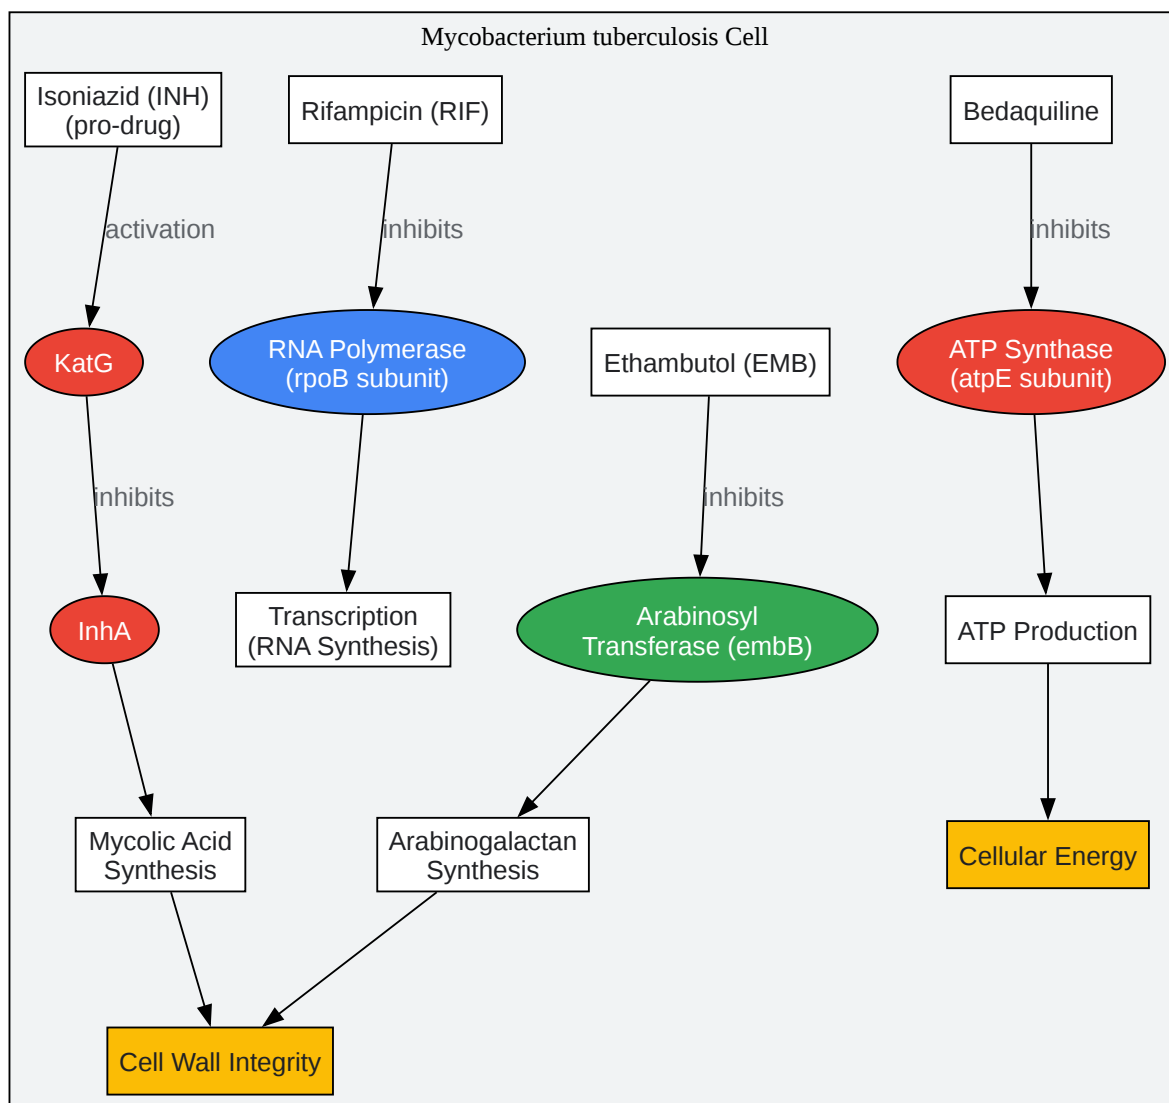 Mycobacterium tuberculosis Cell
Isoniazid (INH)
(pro-drug)
Rifampicin (RIF)
Bedaquiline
activation
inhibits
inhibits
KatG
RNA Polymerase
(rpoB subunit)
Ethambutol (EMB)
ATP Synthase
(atpE subunit)
inhibits
inhibits
InhA
Transcription
(RNA Synthesis)
Arabinosyl
Transferase (embB)
ATP Production
Mycolic Acid
Synthesis
Arabinogalactan
Synthesis
Cellular Energy
Cell Wall Integrity